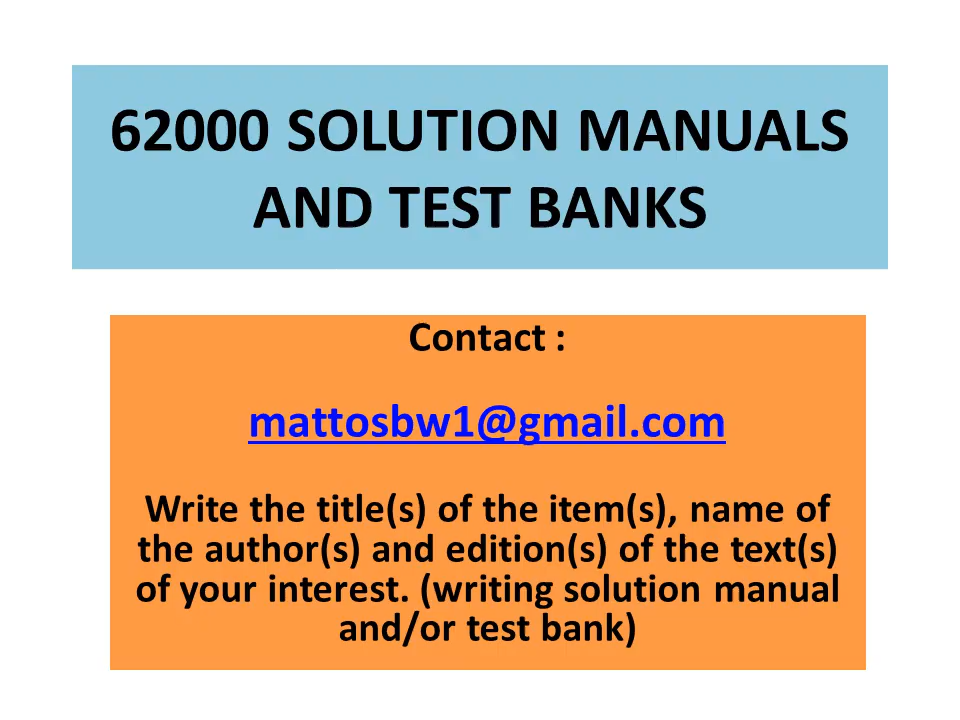 62000 SOLUTION MANUALS
AND TEST BANKS
Contact :
mattosbw1@gmail.com
Write the title(s) of the item(s), name of
the author(s) and edition(s) of the text(s)
of your interest. (writing solution manual
and/or test bank)